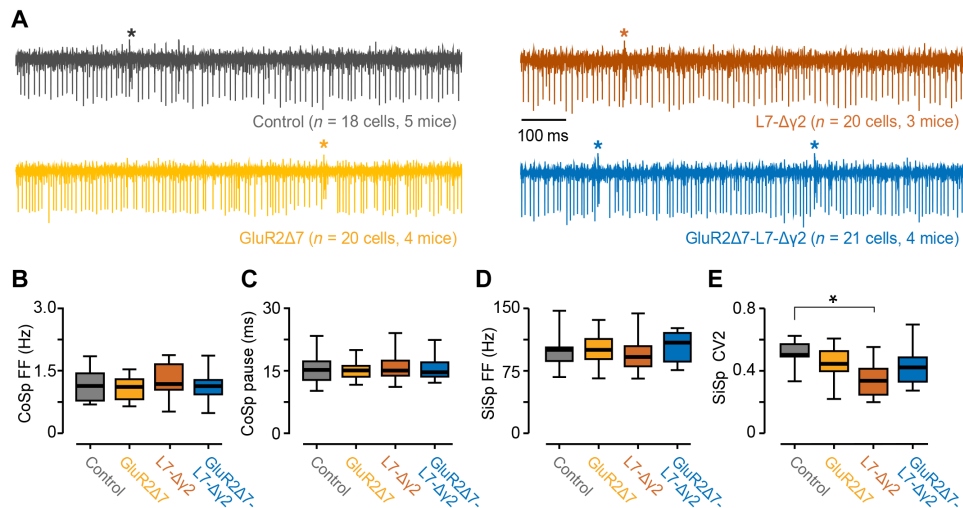 A
*
*
Control (n = 18 cells, 5 mice)
100 ms
L7-Δγ2 (n = 20 cells, 3 mice)
*
* *
GluR2Δ7 (n = 20 cells, 4 mice)
GluR2Δ7-L7-Δγ2 (n = 21 cells, 4 mice)
B
CoSp FF (Hz)
3.0
1.5
0
Control
GluR2Δ7
L7-Δγ2
GluR2Δ7-
L7-Δγ2
C
CoSp pause (ms)
30
15
0
Control
GluR2Δ7
L7-Δγ2
GluR2Δ7-
L7-Δγ2
D
SiSp FF (Hz)
150
75
0
Control
GluR2Δ7
L7-Δγ2
GluR2Δ7-
L7-Δγ2
E
SiSp CV2
0.8
0.4
0
*
Control
GluR2Δ7
L7-Δγ2
GluR2Δ7-
L7-Δγ2